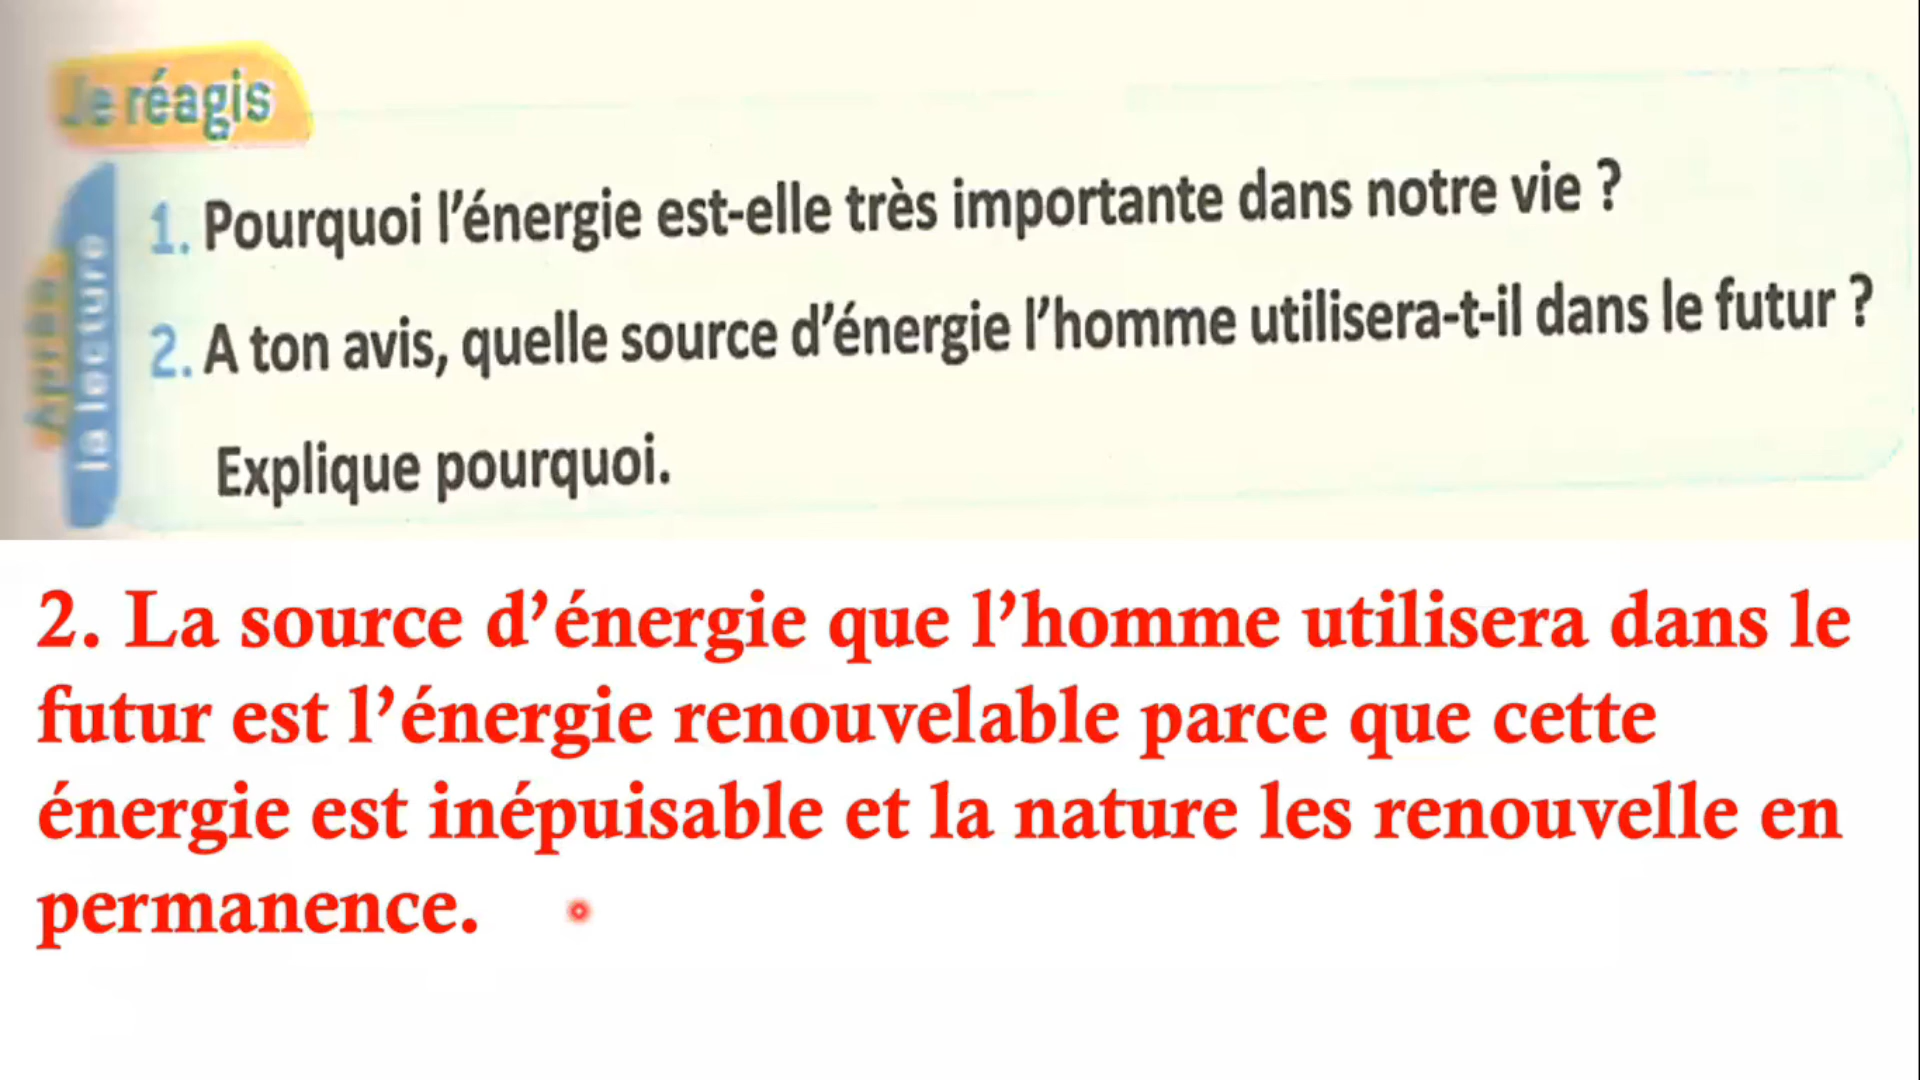 Je réagis
Après
la lecture
1. Pourquoi l'énergie est-elle très importante dans notre vie ?
2. A ton avis, quelle source d'énergie l'homme utilisera-t-il dans le futur ?
Explique pourquoi.
2. La source d’énergie que l’homme utilisera dans le
futur est l’énergie renouvelable parce que cette
énergie est inépuisable et la nature les renouvelle en
permanence.